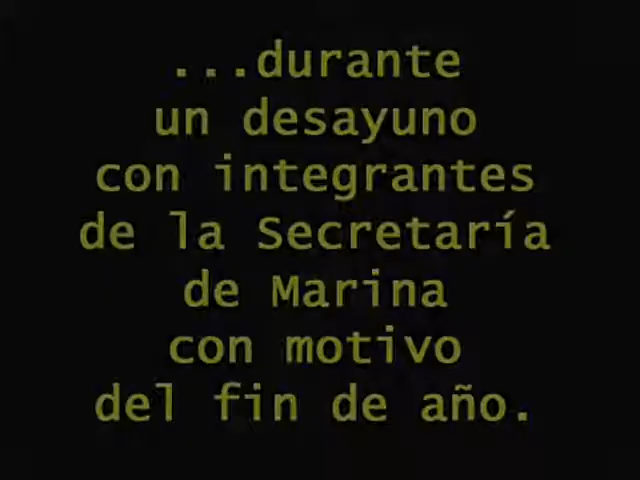 ...durante
un desayuno
con integrantes
de la Secretaría
de Marina
con motivo
del fin de año.